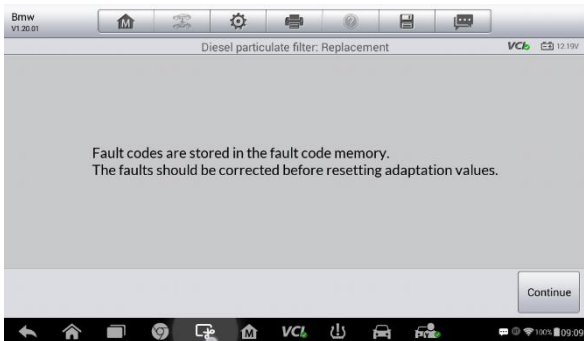 Bmw
V1.20.01
M
Diesel particulate filter: Replacement
VCI
12.19V
Fault codes are stored in the fault code memory.
The faults should be corrected before resetting adaptation values.
Continue
M
VCI
100%
09:09